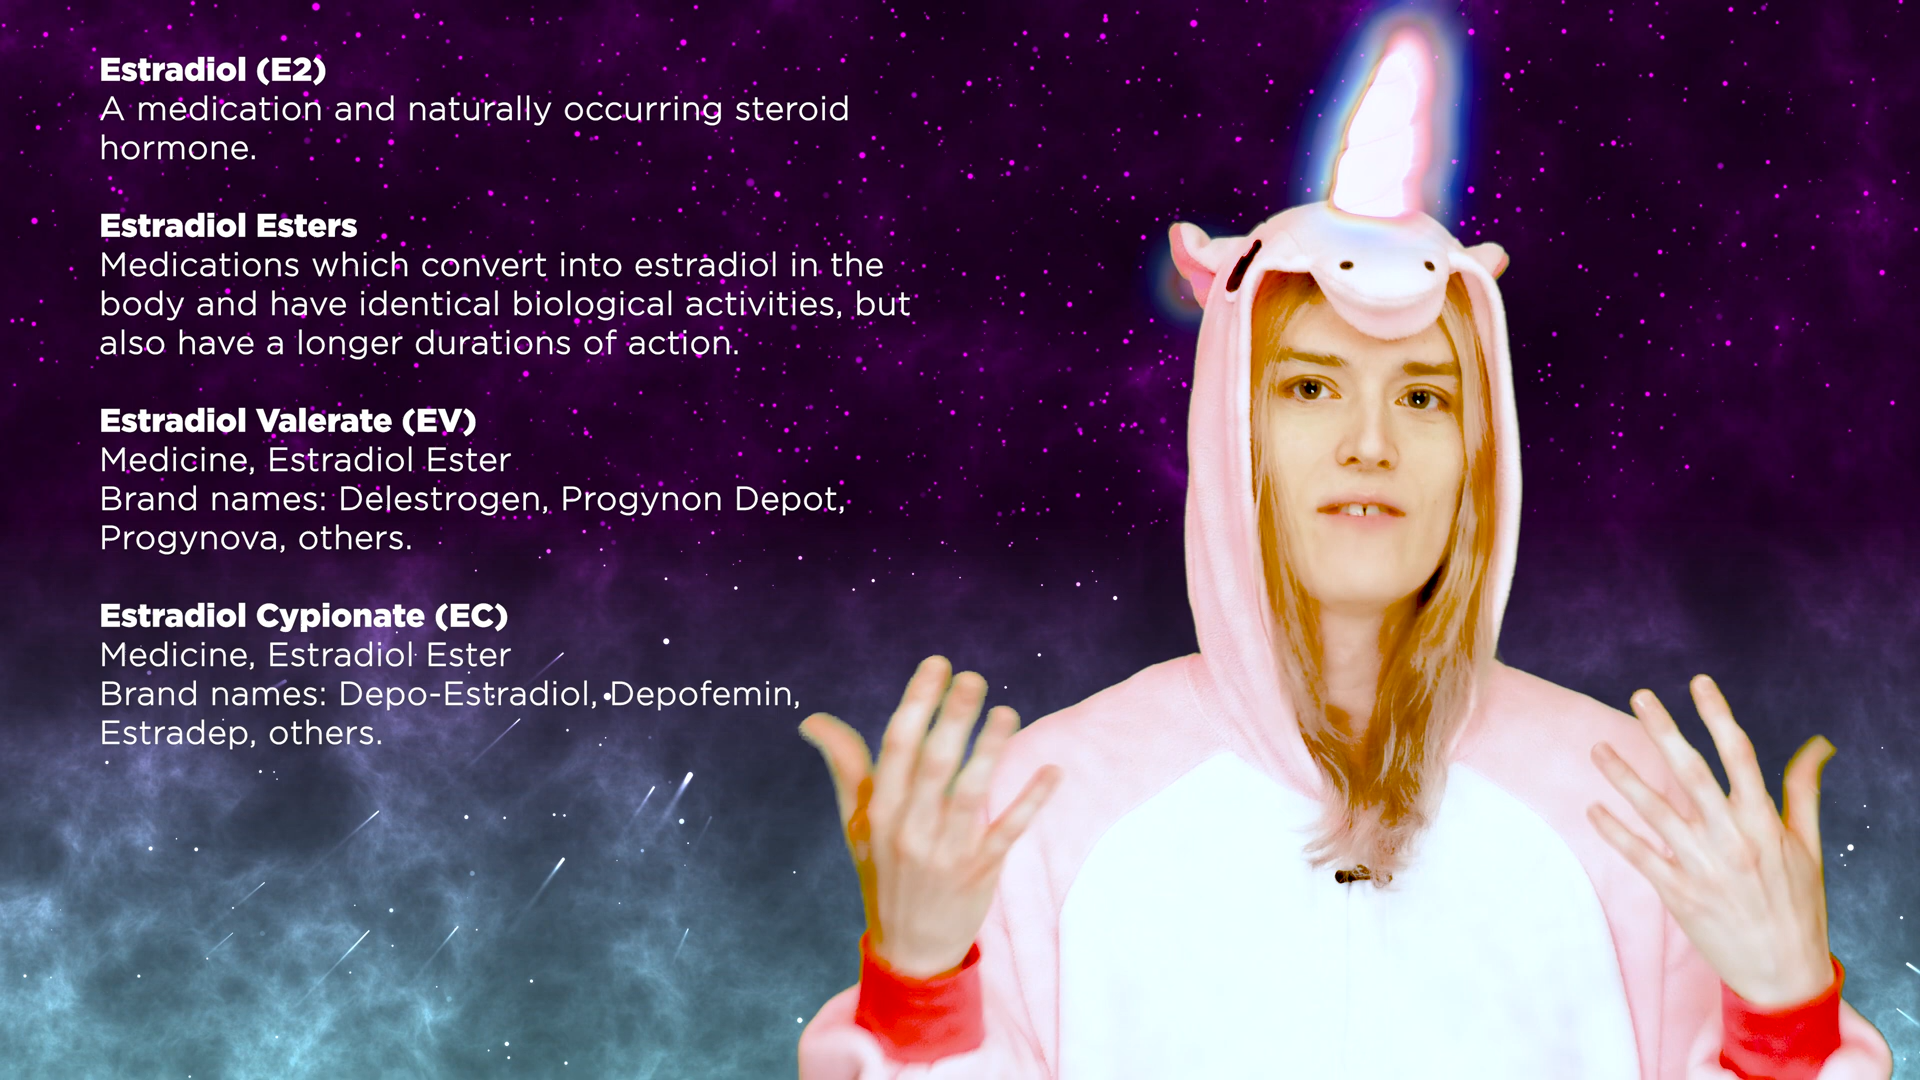 Estradiol (E2)
A medication and naturally occurring steroid
hormone.
Estradiol Esters
Medications which convert into estradiol in the
body and have identical biological activities, but
also have a longer durations of action.
Estradiol Valerate (EV)
Medicine, Estradiol Ester
Brand names: Delestrogen, Progynon Depot,
Progynova, others.
Estradiol Cypionate (EC)
Medicine, Estradiol Ester
Brand names: Depo-Estradiol, Depofemin,
Estradep, others.